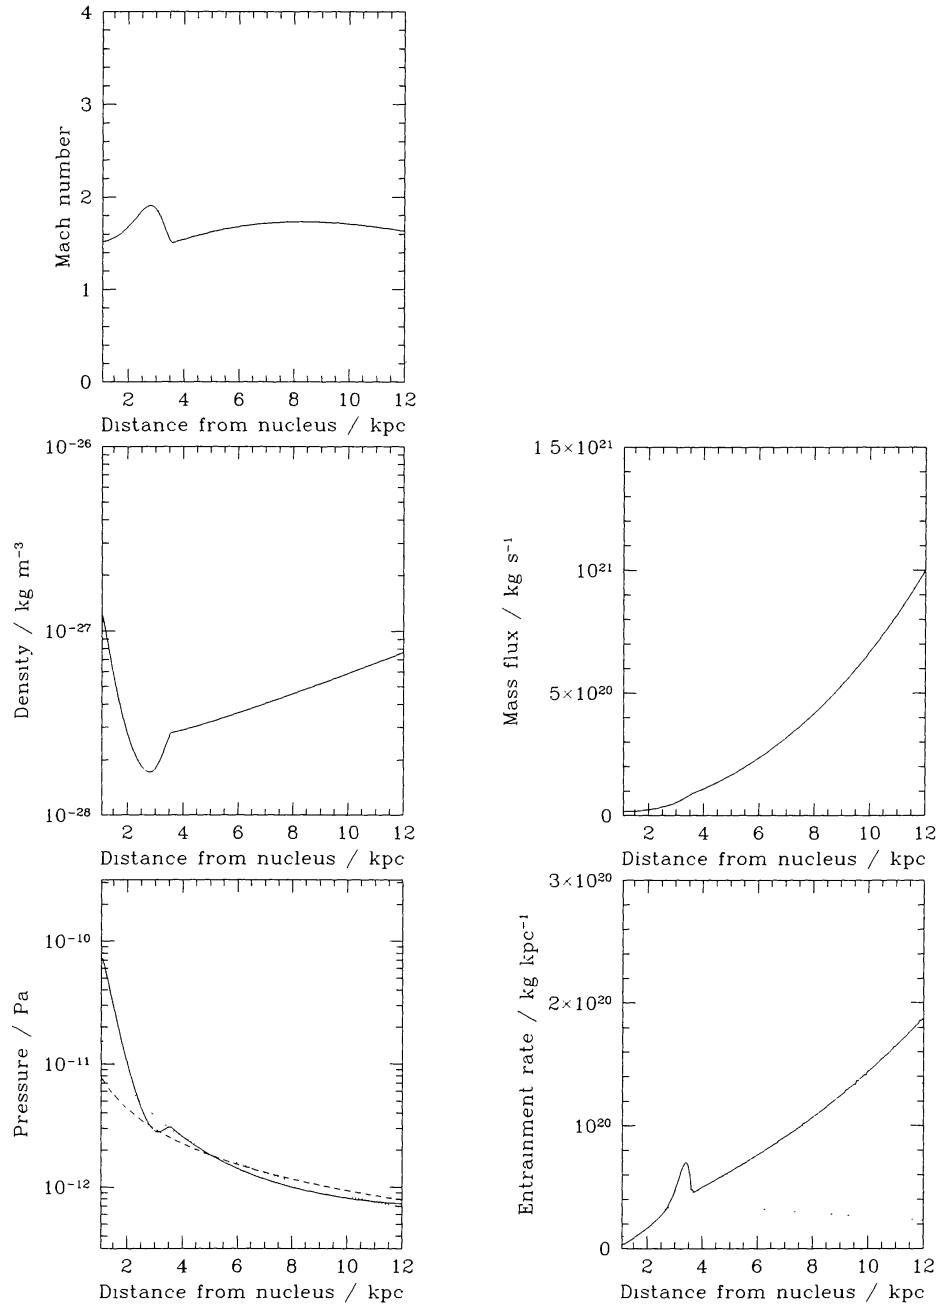 4
3
2
1
0
Mach number
2 4 6 8 10 12
Distance from nucleus / kpc
10⁻²⁶
10⁻²⁷
10⁻²⁸
Density / kg m⁻³
2 4 6 8 10 12
Distance from nucleus / kpc
1 5×10²¹
10²¹
5×10²⁰
0
Mass flux / kg s⁻¹
2 4 6 8 10 12
Distance from nucleus / kpc
10⁻¹⁰
10⁻¹¹
10⁻¹²
Pressure / Pa
2 4 6 8 10 12
Distance from nucleus / kpc
3×10²⁰
2×10²⁰
10²⁰
0
Entrainment rate / kg kpc⁻¹
2 4 6 8 10 12
Distance from nucleus / kpc